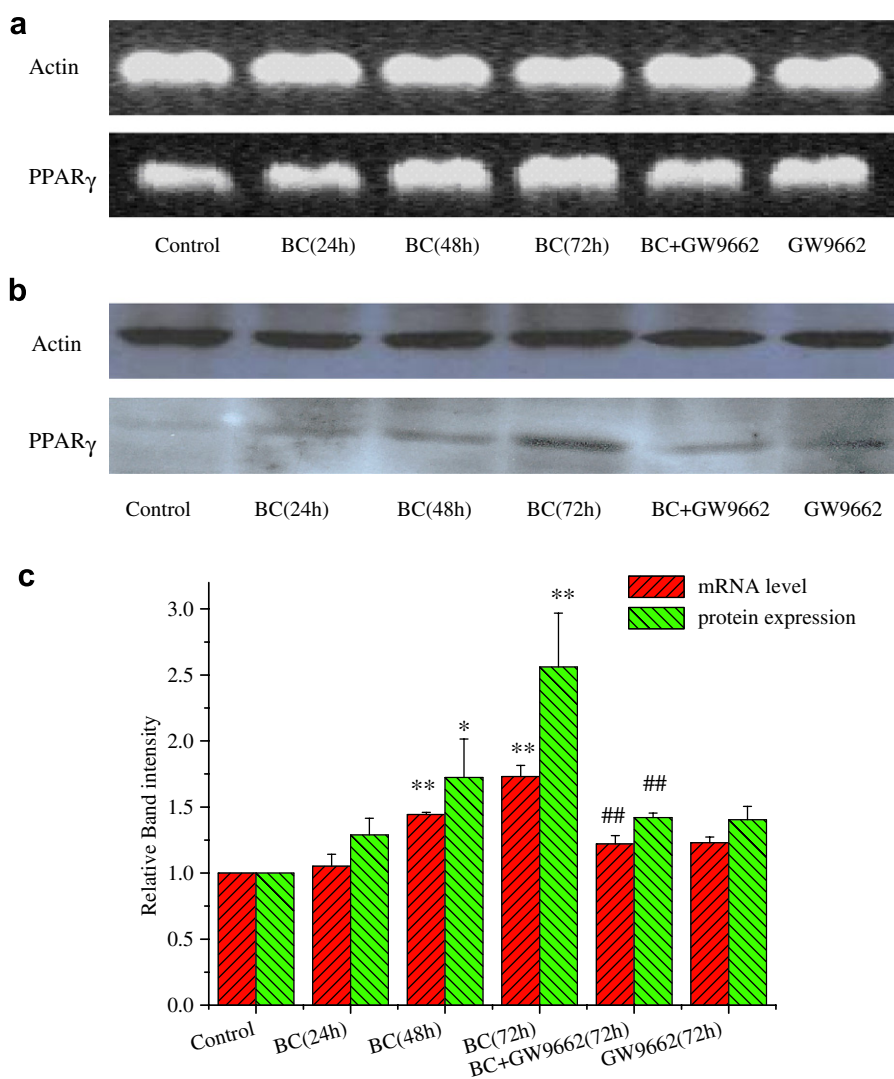 a
Actin
PPARγ
Control BC(24h) BC(48h) BC(72h) BC+GW9662 GW9662
b
Actin
PPARγ
Control BC(24h) BC(48h) BC(72h) BC+GW9662 GW9662
c
mRNA level
protein expression
Relative Band intensity
3.0
2.5
2.0
1.5
1.0
0.5
0.0
** * ** ** ## ##
Control BC(24h) BC(48h) BC(72h) BC+GW9662(72h) GW9662(72h)